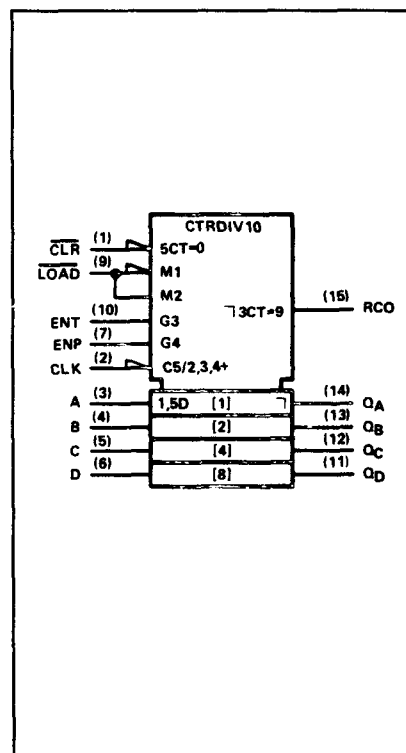 CTRDIV10
CLR (1) 5CT=0
LOAD (9) M1
M2
ENT (10) G3
ENP (7) G4
CLK (2) C5/2,3,4+
3CT=9 (15) RCO
A (3) 1,5D [1] (14) QA
B (4) [2] (13) QB
C (5) [4] (12) QC
D (6) [8] (11) QD